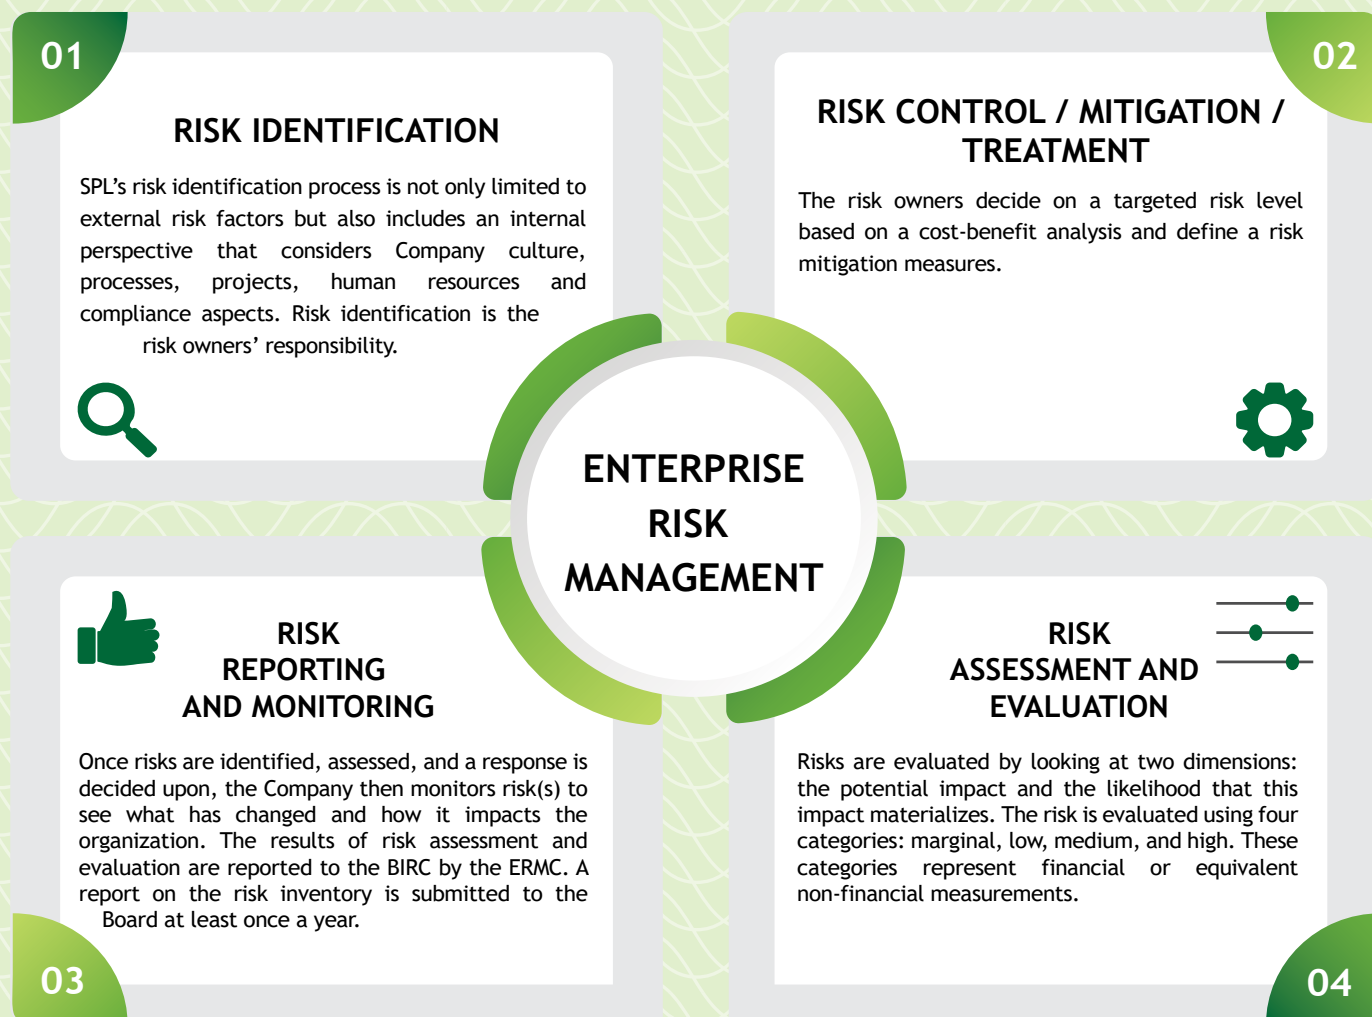 01
RISK IDENTIFICATION
SPL’s risk identification process is not only limited to
external risk factors but also includes an internal
perspective that considers Company culture,
processes, projects, human resources and
compliance aspects. Risk identification is the
risk owners’ responsibility.
02
RISK CONTROL / MITIGATION /
TREATMENT
The risk owners decide on a targeted risk level
based on a cost-benefit analysis and define a risk
mitigation measures.
ENTERPRISE
RISK
MANAGEMENT
RISK
REPORTING
AND MONITORING
Once risks are identified, assessed, and a response is
decided upon, the Company then monitors risk(s) to
see what has changed and how it impacts the
organization. The results of risk assessment and
evaluation are reported to the BIRC by the ERMC. A
report on the risk inventory is submitted to the
Board at least once a year.
03
RISK
ASSESSMENT AND
EVALUATION
Risks are evaluated by looking at two dimensions:
the potential impact and the likelihood that this
impact materializes. The risk is evaluated using four
categories: marginal, low, medium, and high. These
categories represent financial or equivalent
non-financial measurements.
04